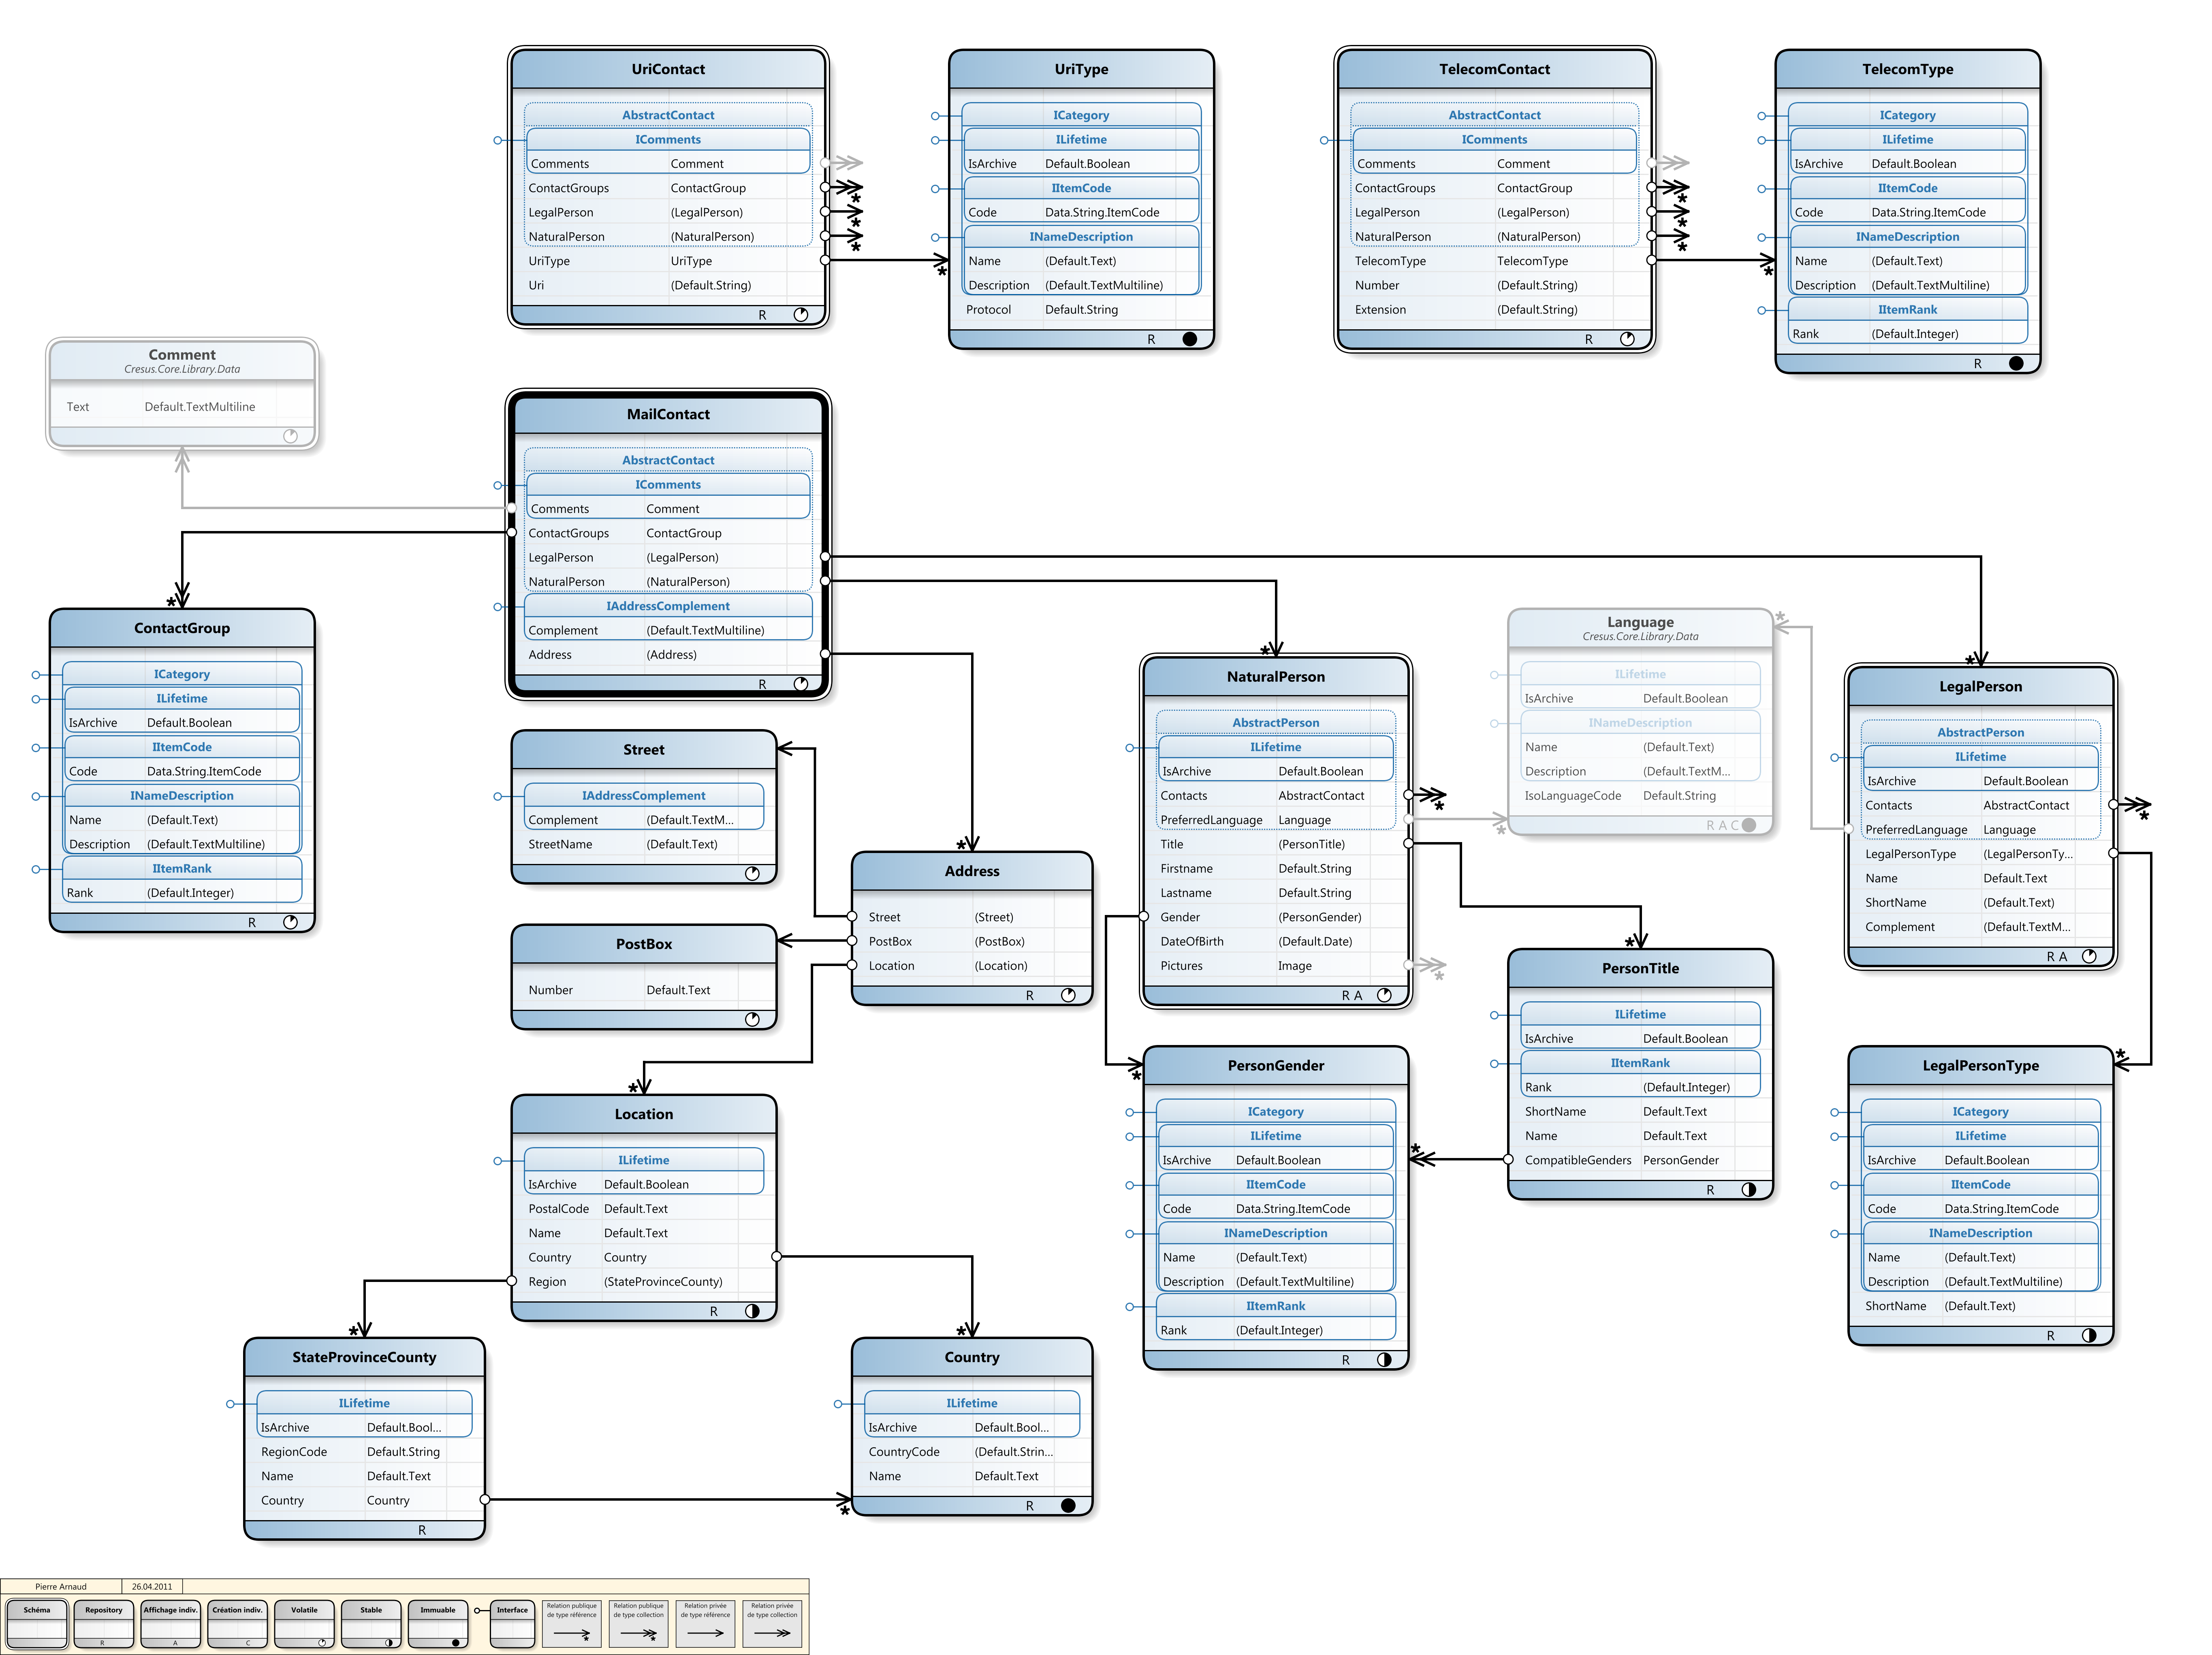 UriContact
AbstractContact
IComments
Comments Comment
ContactGroups ContactGroup
LegalPerson (LegalPerson)
NaturalPerson (NaturalPerson)
UriType UriType
Uri (Default.String)
R
UriType
ICategory
ILifetime
IsArchive Default.Boolean
IItemCode
Code Data.String.ItemCode
INameDescription
Name (Default.Text)
Description (Default.TextMultiline)
Protocol Default.String
R
TelecomContact
AbstractContact
IComments
Comments Comment
ContactGroups ContactGroup
LegalPerson (LegalPerson)
NaturalPerson (NaturalPerson)
TelecomType TelecomType
Number (Default.String)
Extension (Default.String)
R
TelecomType
ICategory
ILifetime
IsArchive Default.Boolean
IItemCode
Code Data.String.ItemCode
INameDescription
Name (Default.Text)
Description (Default.TextMultiline)
IItemRank
Rank (Default.Integer)
R
Comment
Cresus.Core.Library.Data
Text Default.TextMultiline
MailContact
AbstractContact
IComments
Comments Comment
ContactGroups ContactGroup
LegalPerson (LegalPerson)
NaturalPerson (NaturalPerson)
IAddressComplement
Complement (Default.TextMultiline)
Address (Address)
R
ContactGroup
ICategory
ILifetime
IsArchive Default.Boolean
IItemCode
Code Data.String.ItemCode
INameDescription
Name (Default.Text)
Description (Default.TextMultiline)
IItemRank
Rank (Default.Integer)
R
Street
IAddressComplement
Complement (Default.TextM...
StreetName (Default.Text)
PostBox
Number Default.Text
Address
Street (Street)
PostBox (PostBox)
Location (Location)
R
NaturalPerson
AbstractPerson
ILifetime
IsArchive Default.Boolean
Contacts AbstractContact
PreferredLanguage Language
Title (PersonTitle)
Firstname Default.String
Lastname Default.String
Gender (PersonGender)
DateOfBirth (Default.Date)
Pictures Image
R A
Language
Cresus.Core.Library.Data
ILifetime
IsArchive Default.Boolean
INameDescription
Name (Default.Text)
Description (Default.TextM...
IsoLanguageCode Default.String
R A C
LegalPerson
AbstractPerson
ILifetime
IsArchive Default.Boolean
Contacts AbstractContact
PreferredLanguage Language
LegalPersonType (LegalPersonTy...
Name Default.Text
ShortName (Default.Text)
Complement (Default.TextM...
R A
PersonTitle
ILifetime
IsArchive Default.Boolean
IItemRank
Rank (Default.Integer)
ShortName Default.Text
Name Default.Text
CompatibleGenders PersonGender
R
PersonGender
ICategory
ILifetime
IsArchive Default.Boolean
IItemCode
Code Data.String.ItemCode
INameDescription
Name (Default.Text)
Description (Default.TextMultiline)
IItemRank
Rank (Default.Integer)
R
LegalPersonType
ICategory
ILifetime
IsArchive Default.Boolean
IItemCode
Code Data.String.ItemCode
INameDescription
Name (Default.Text)
Description (Default.TextMultiline)
ShortName (Default.Text)
R
Location
ILifetime
IsArchive Default.Boolean
PostalCode Default.Text
Name Default.Text
Country Country
Region (StateProvinceCounty)
R
StateProvinceCounty
ILifetime
IsArchive Default.Bool...
RegionCode Default.String
Name Default.Text
Country Country
R
Country
ILifetime
IsArchive Default.Bool...
CountryCode (Default.Strin...
Name Default.Text
R
Pierre Arnaud 26.04.2011
Schéma
Repository
R
Affichage indiv.
A
Création indiv.
C
Volatile
Stable
Immuable
Interface
Relation publique
de type référence
Relation publique
de type collection
Relation privée
de type référence
Relation privée
de type collection